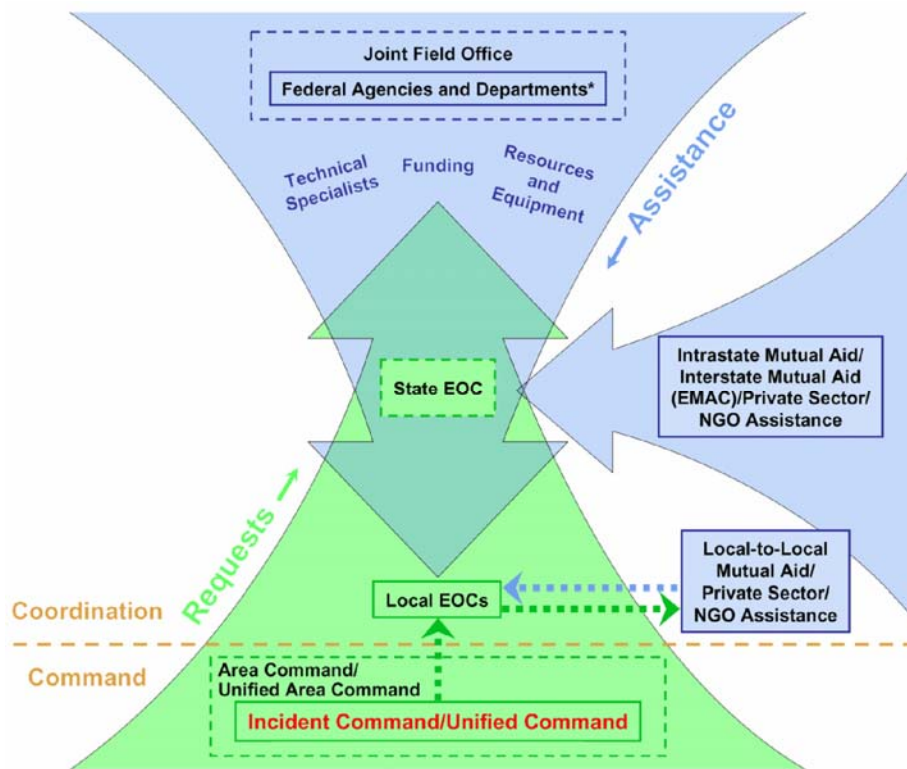 Joint Field Office
Federal Agencies and Departments*
Technical
Specialists
Funding
Resources
and
Equipment
← Assistance
Intrastate Mutual Aid/
Interstate Mutual Aid
(EMAC)/Private Sector/
NGO Assistance
State EOC
Requests →
Local-to-Local
Mutual Aid/
Private Sector/
NGO Assistance
Local EOCs
Coordination
Command
Area Command/
Unified Area Command
Incident Command/Unified Command